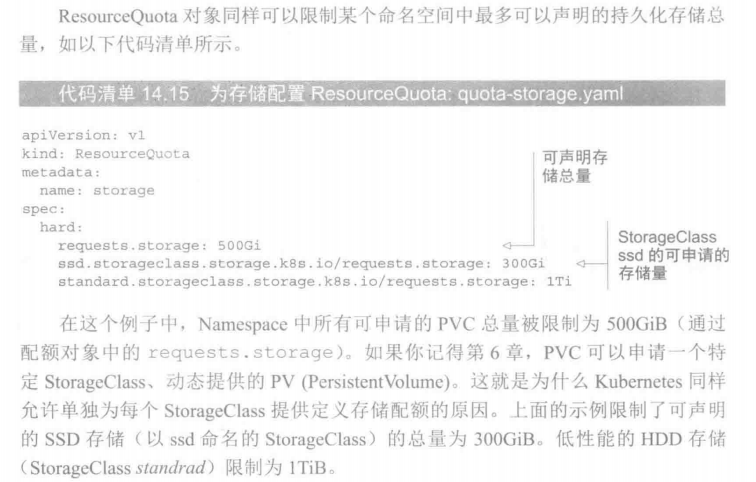 ResourceQuota 对象同样可以限制某个命名空间中最多可以声明的持久化存储总
量，如以下代码清单所示。
代码清单 14.15 为存储配置 ResourceQuota: quota-storage.yaml
apiVersion: v1
kind: ResourceQuota
metadata:
name: storage
spec:
hard:
requests.storage: 500Gi
ssd.storageclass.storage.k8s.io/requests.storage: 300Gi
standard.storageclass.storage.k8s.io/requests.storage: 1Ti
可声明存
储总量
StorageClass
ssd 的可申请的
存储量
在这个例子中，Namespace 中所有可申请的 PVC 总量被限制为 500GiB（通过
配额对象中的 requests.storage）。如果你记得第 6 章，PVC 可以申请一个特
定 StorageClass、动态提供的 PV (PersistentVolume)。这就是为什么 Kubernetes 同样
允许单独为每个 StorageClass 提供定义存储配额的原因。上面的示例限制了可声明
的 SSD 存储（以 ssd 命名的 StorageClass）的总量为 300GiB。低性能的 HDD 存储
（StorageClass standrad）限制为 1TiB。